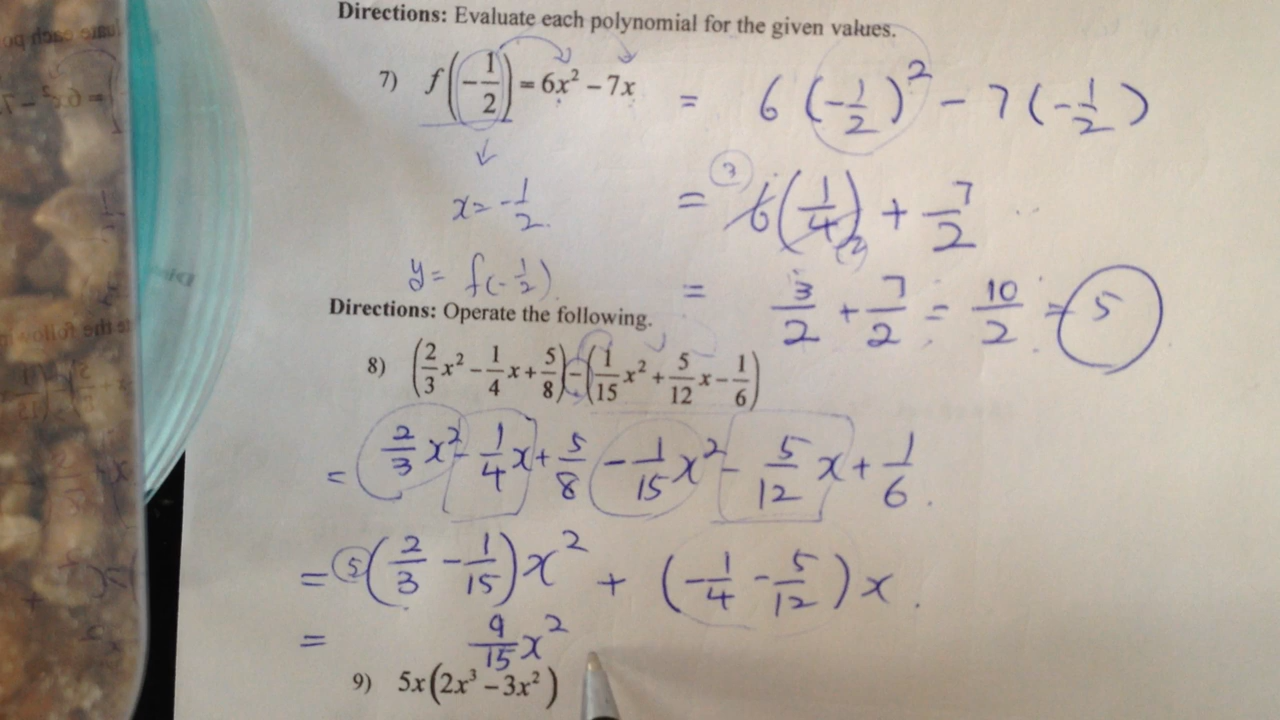 Directions: Evaluate each polynomial for the given values.
7) f(-1/2) = 6x² - 7x = 6(-1/2)² - 7(-1/2)
↓
x = -1/2.
= ③ 6(1/4)② + 7/2
y = f(-1/2).
= 3/2 + 7/2 = 10/2 = 5
Directions: Operate the following.
8) (2/3x² - 1/4x + 5/8) - (1/15x² + 5/12x - 1/6)
= 2/3x² - 1/4x + 5/8 - 1/15x² - 5/12x + 1/6.
= ⑤(2/3 - 1/15)x² + (-1/4 - 5/12)x.
= 9/15x²
9) 5x(2x³ - 3x²)